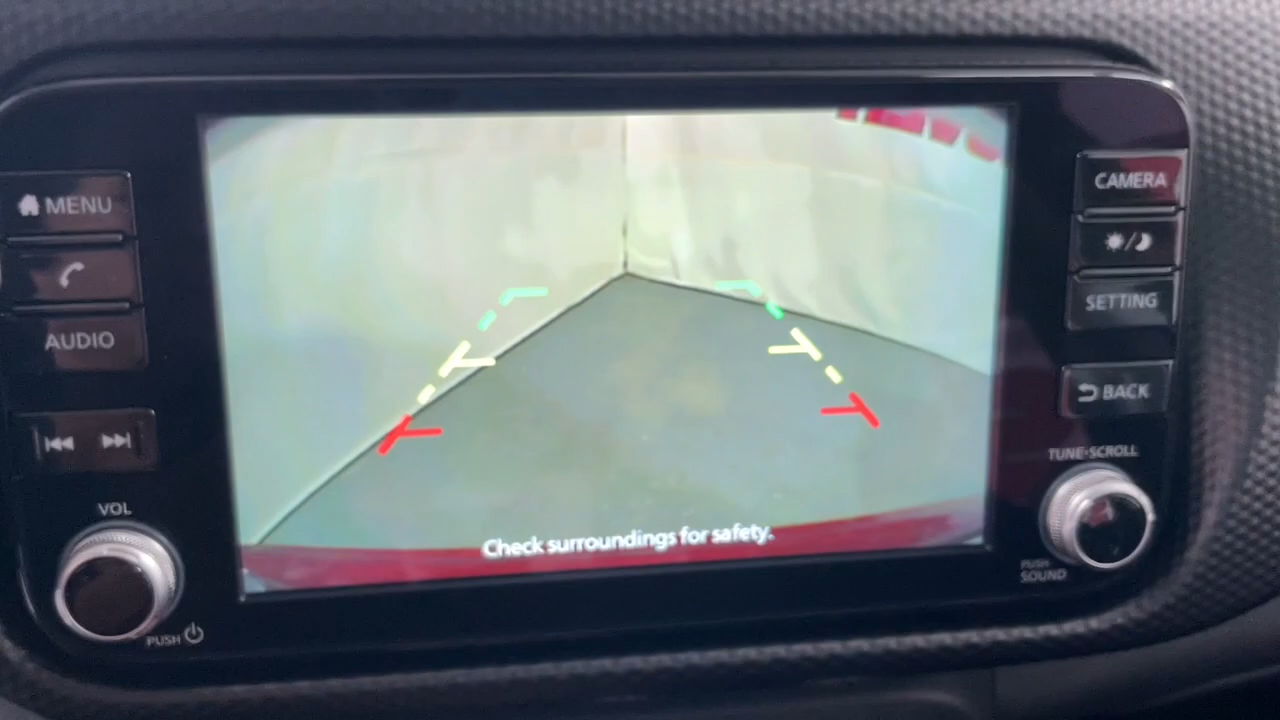 MENU
AUDIO
VOL
PUSH
Check surroundings for safety.
CAMERA
SETTING
BACK
TUNE·SCROLL
PUSH
SOUND